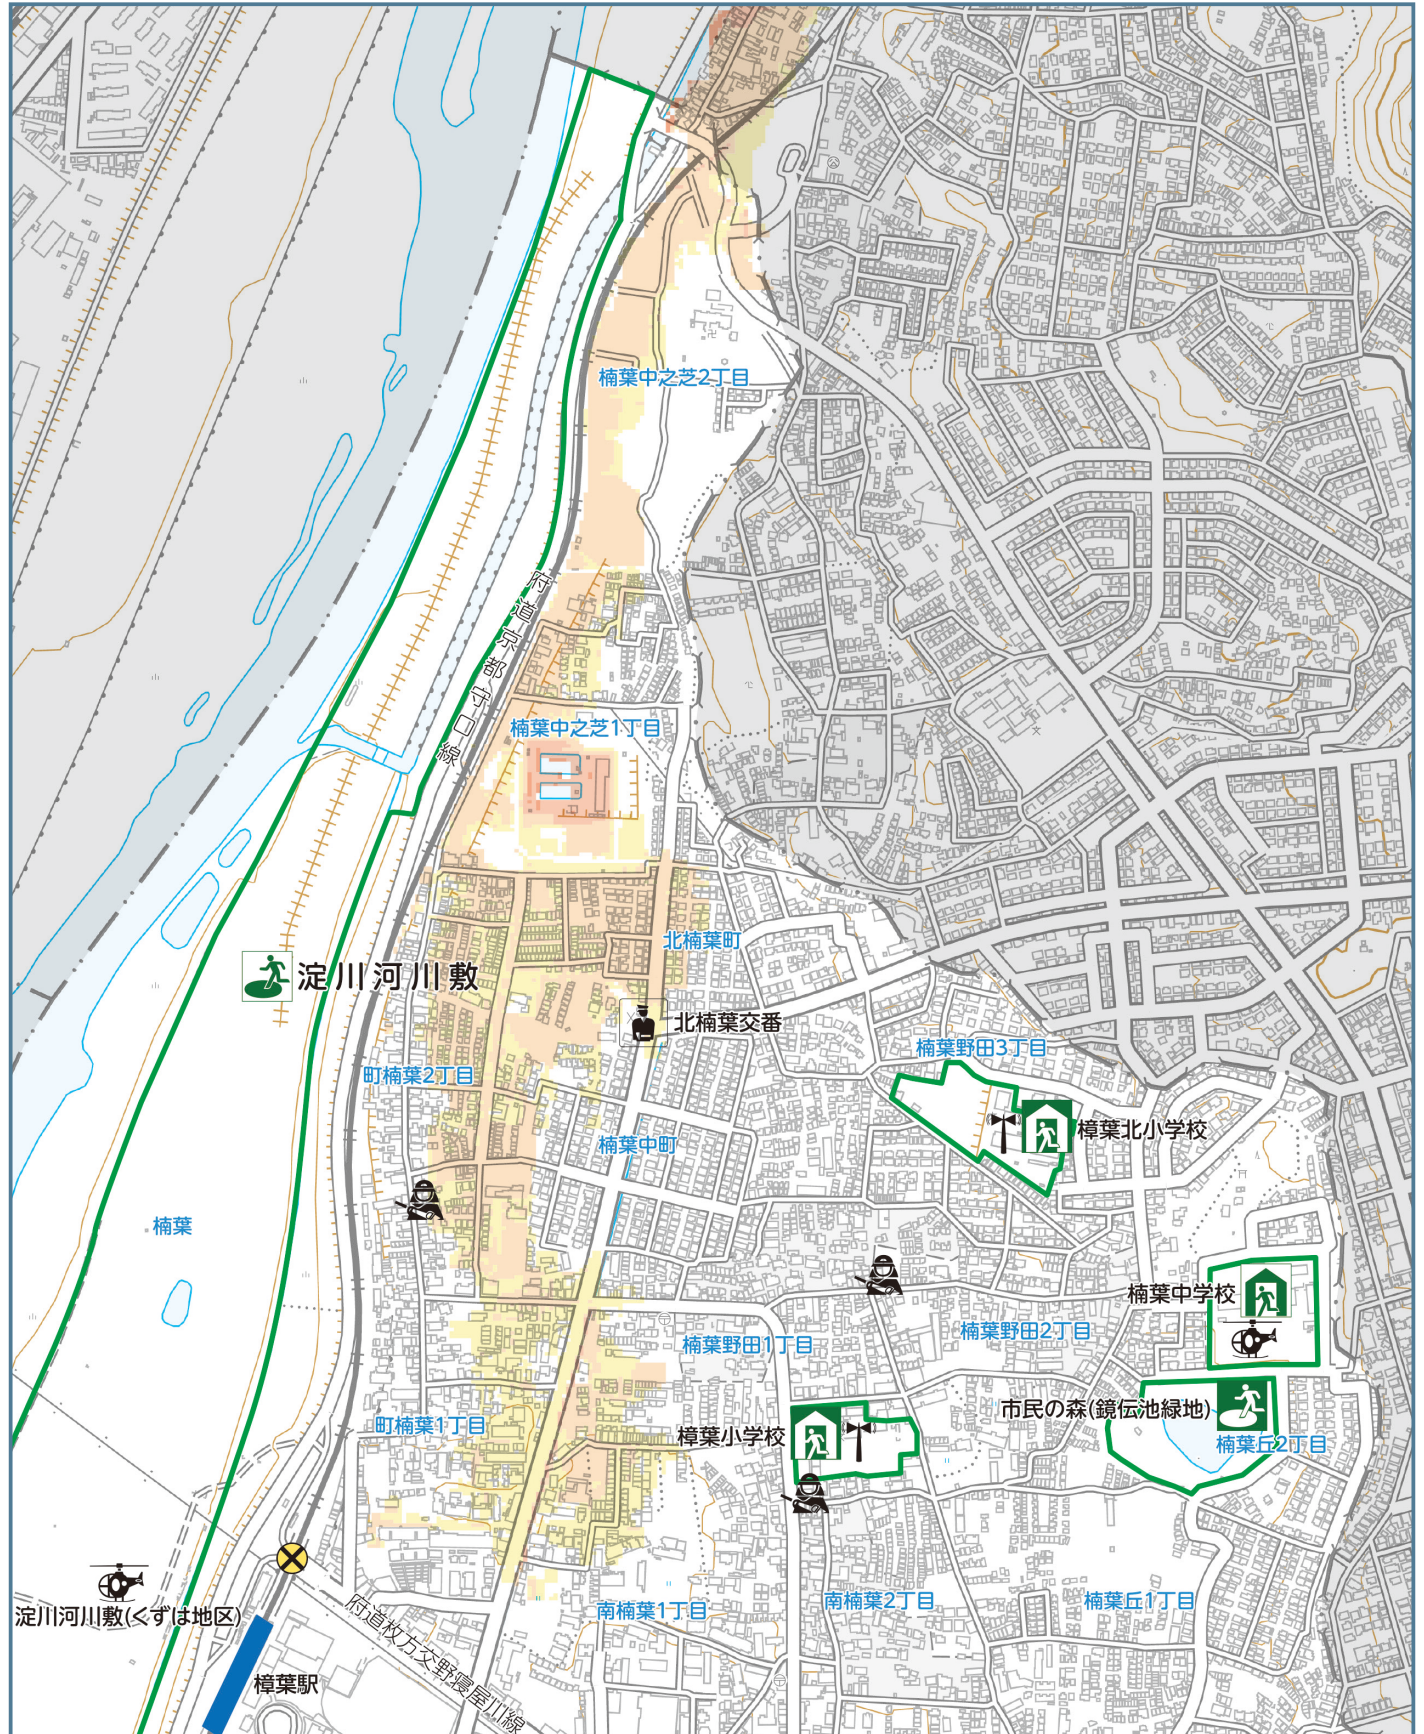 楠葉中之芝2丁目
府道京都守口線
楠葉中之芝1丁目
北楠葉町
淀川河川敷
北楠葉交番
楠葉野田3丁目
町楠葉2丁目
樟葉北小学校
楠葉中町
楠葉
楠葉中学校
楠葉野田1丁目
楠葉野田2丁目
市民の森(鏡伝池緑地)
町楠葉1丁目
樟葉小学校
楠葉丘2丁目
淀川河川敷(くずは地区)
府道枚方交野寝屋川線
南楠葉1丁目
南楠葉2丁目
楠葉丘1丁目
樟葉駅